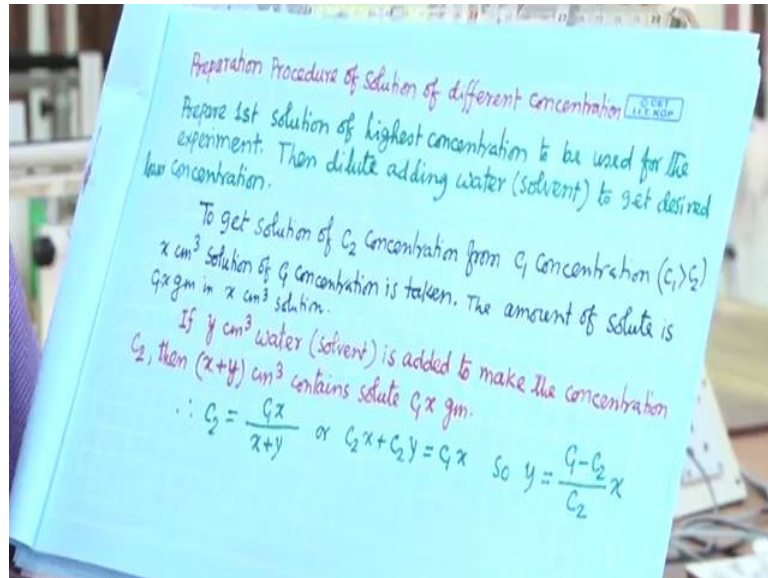 Preparation Procedure of Solution of different concentration
© CET
I.I.T. KGP
Prepare 1st solution of highest concentration to be used for the
experiment. Then dilute adding water (solvent) to get desired
low concentration.
To get solution of C₂ concentration from C₁ concentration (C₁>C₂)
x cm³ solution of C₁ concentration is taken. The amount of solute is
C₁x gm in x cm³ solution.
If y cm³ water (solvent) is added to make the concentration
C₂, then (x+y) cm³ contains solute C₁x gm.
∴ C₂ = C₁x / (x+y) or C₂x + C₂y = C₁x So y = (C₁-C₂)/C₂ x